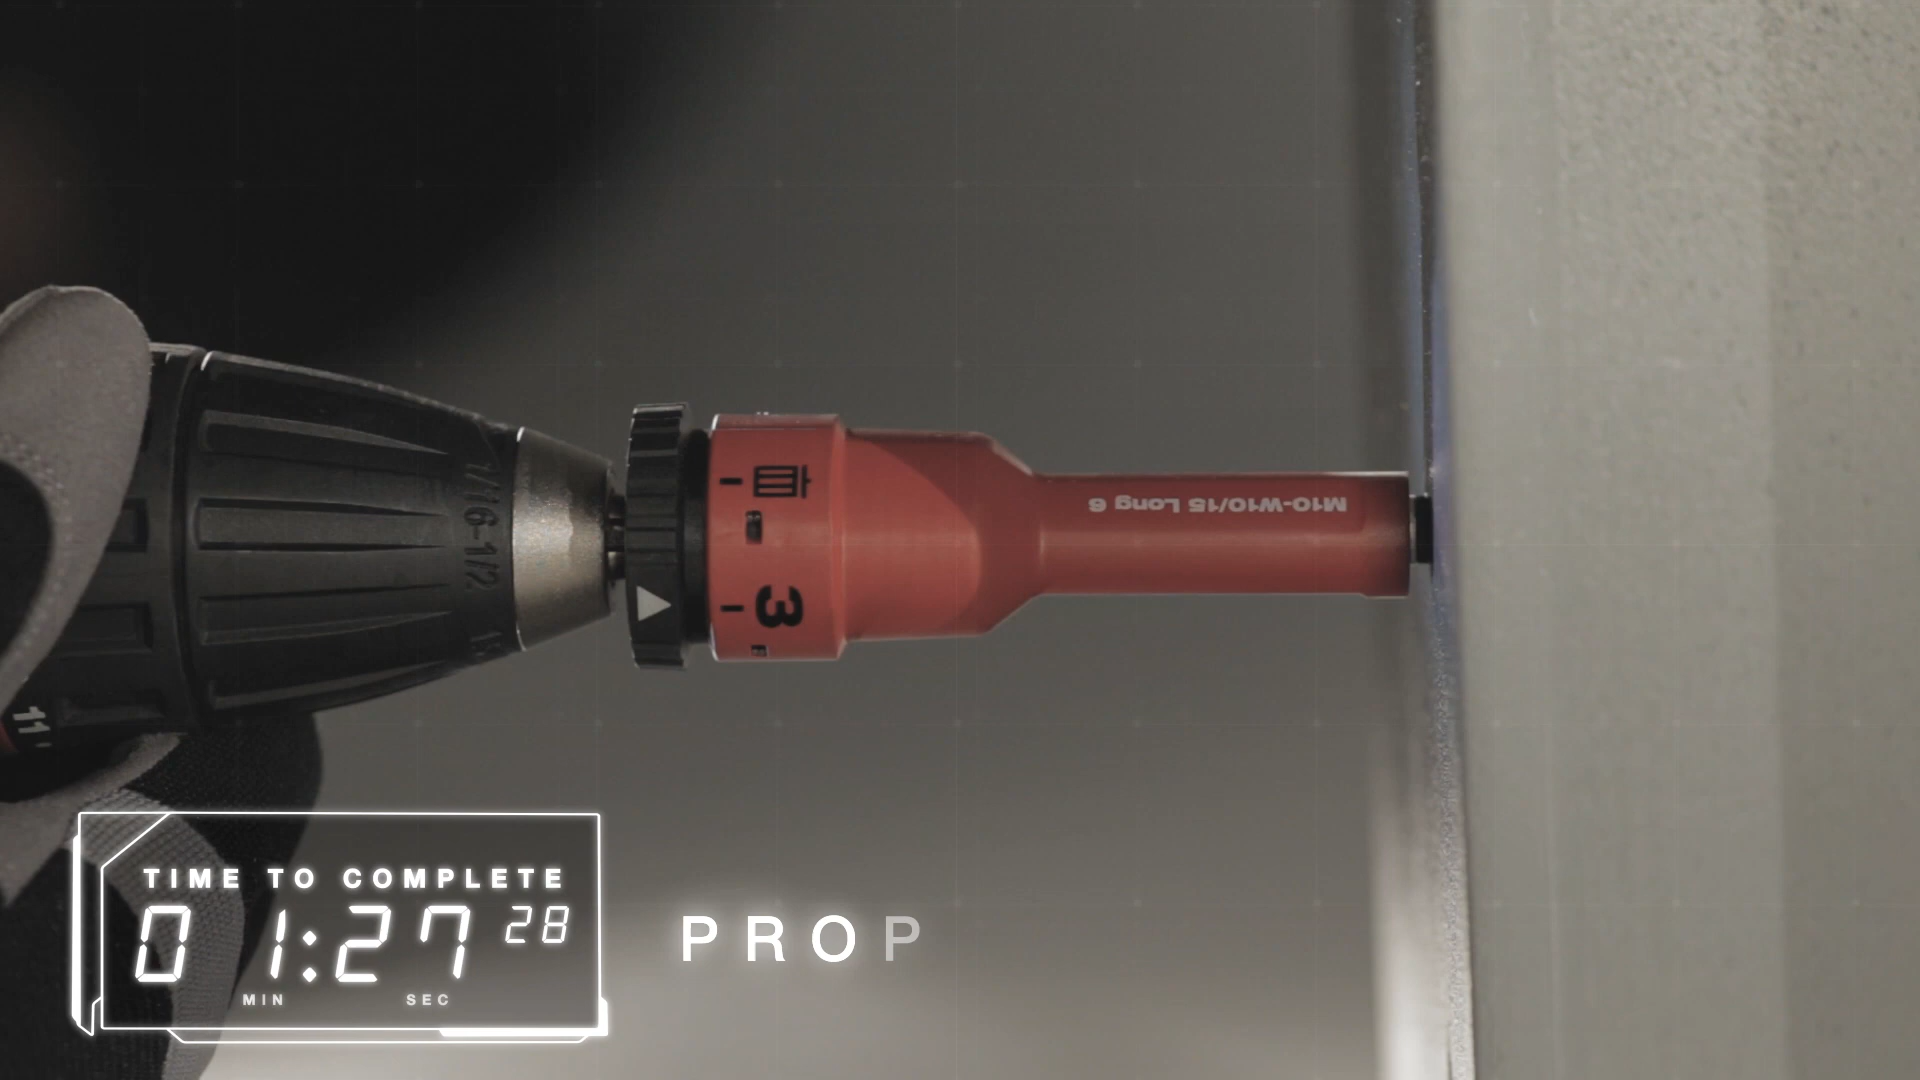 1/16-1/2
M10-W10/15 Long 6
3
11
TIME TO COMPLETE
01:27 28
MIN SEC
PROP